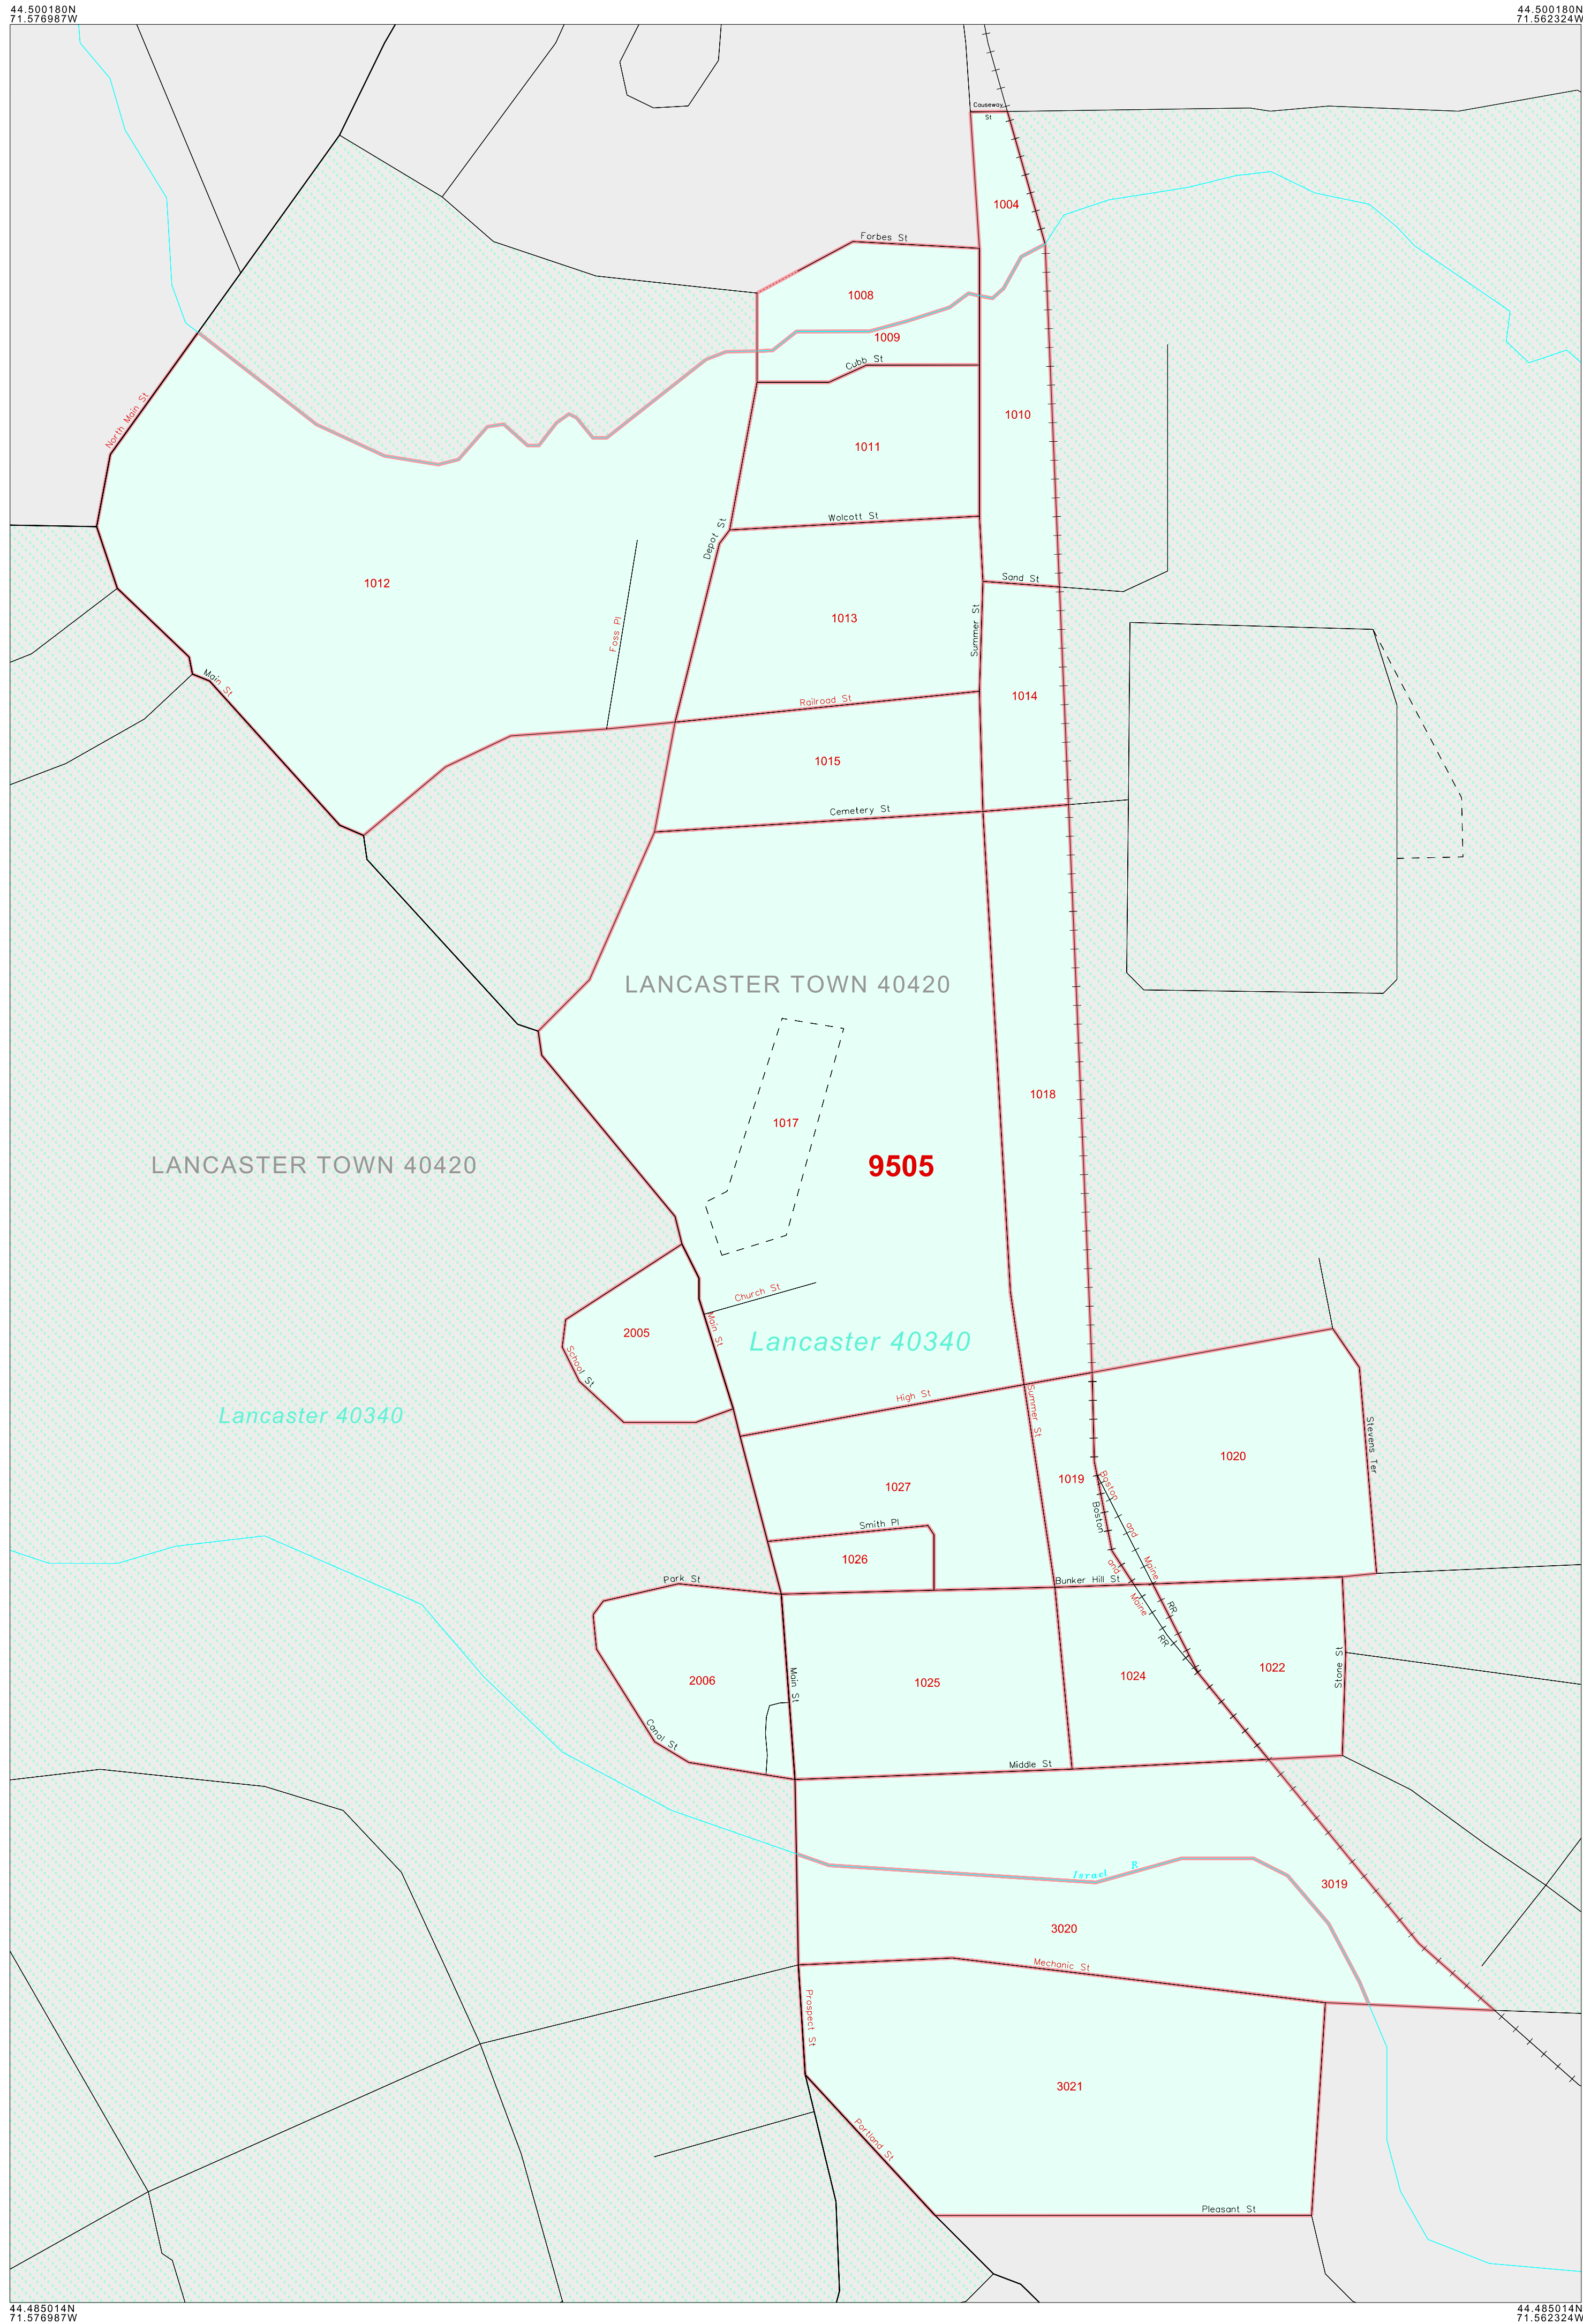 44.500180N
71.576987W
44.500180N
71.562324W
Causeway
St
1004
Forbes St
1008
1009
Cubb St
North Main St
1010
1011
Wolcott St
Depot St
1012
Sand St
1013
Foss Pl
Summer St
Main St
1014
Railroad St
1015
Cemetery St
LANCASTER TOWN 40420
1018
1017
LANCASTER TOWN 40420
9505
Church St
Main St
2005
Lancaster 40340
School St
High St
Summer St
Lancaster 40340
Stevens Ter
1020
1019
1027
Boston and Maine RR
Boston and Maine RR
Smith Pl
1026
Park St
Bunker Hill St
Stone St
1022
1024
2006
Main St
1025
Canal St
Middle St
Israel R
3019
3020
Mechanic St
Prospect St
3021
Portland St
Pleasant St
44.485014N
71.576987W
44.485014N
71.562324W